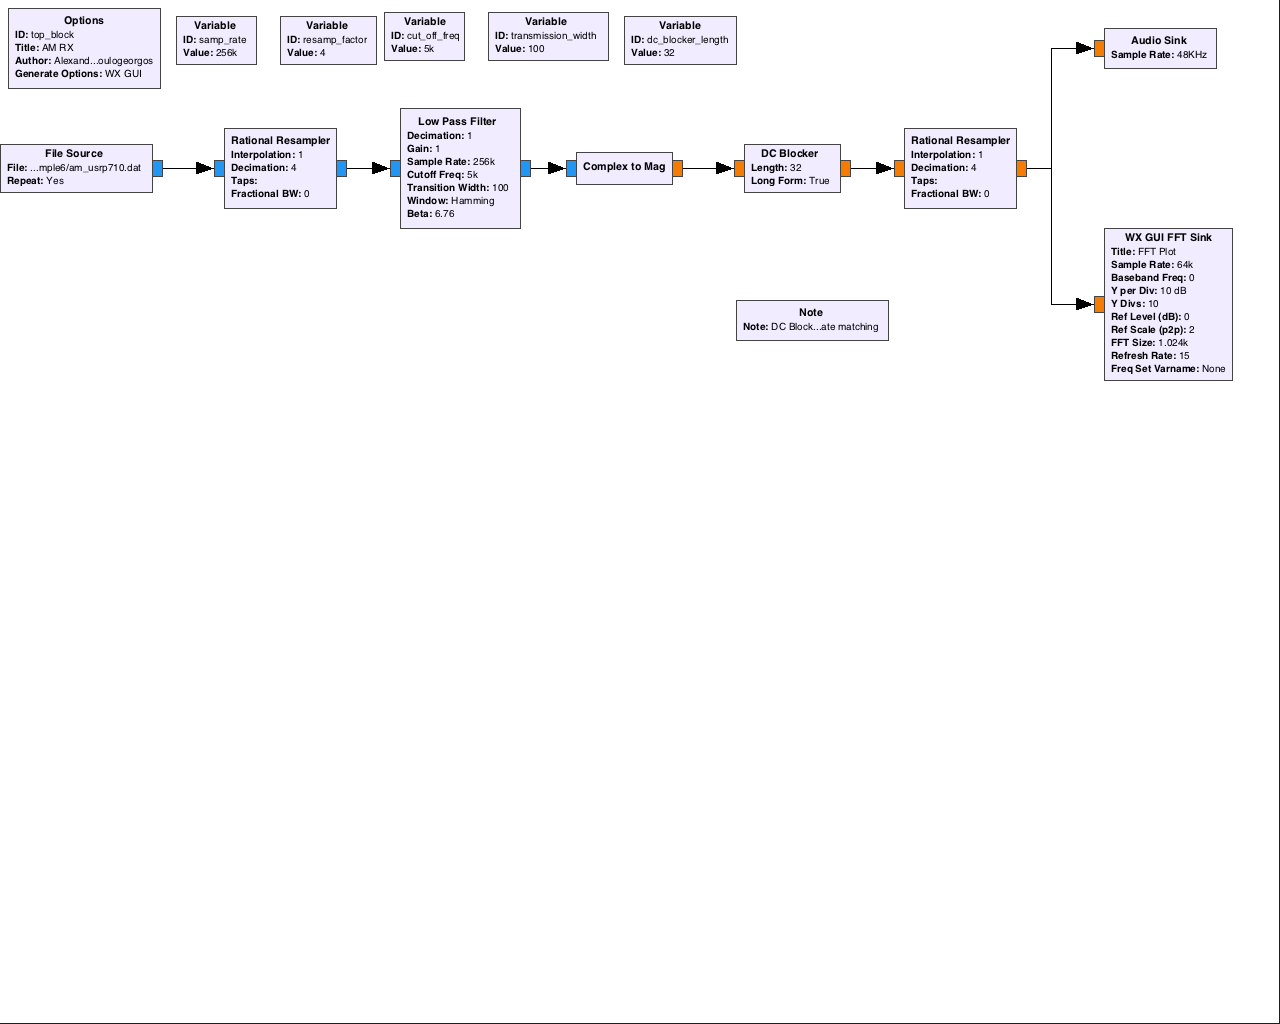 Options
ID: top_block
Title: AM RX
Author: Alexand...oulogeorgos
Generate Options: WX GUI
Variable
ID: samp_rate
Value: 256k
Variable
ID: resamp_factor
Value: 4
Variable
ID: cut_off_freq
Value: 5k
Variable
ID: transmission_width
Value: 100
Variable
ID: dc_blocker_length
Value: 32
Audio Sink
Sample Rate: 48KHz
File Source
File: ...mple6/am_usrp710.dat
Repeat: Yes
Rational Resampler
Interpolation: 1
Decimation: 4
Taps:
Fractional BW: 0
Low Pass Filter
Decimation: 1
Gain: 1
Sample Rate: 256k
Cutoff Freq: 5k
Transition Width: 100
Window: Hamming
Beta: 6.76
Complex to Mag
DC Blocker
Length: 32
Long Form: True
Rational Resampler
Interpolation: 1
Decimation: 4
Taps:
Fractional BW: 0
WX GUI FFT Sink
Title: FFT Plot
Sample Rate: 64k
Baseband Freq: 0
Y per Div: 10 dB
Y Divs: 10
Ref Level (dB): 0
Ref Scale (p2p): 2
FFT Size: 1.024k
Refresh Rate: 15
Freq Set Varname: None
Note
Note: DC Block...ate matching